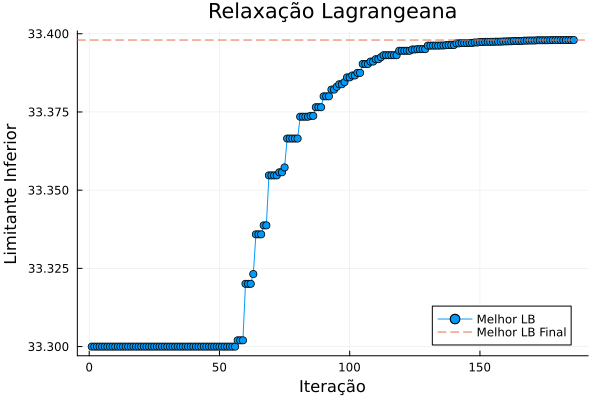 Relaxação Lagrangeana
Limitante Inferior
33.400
33.375
33.350
33.325
33.300
0
50
100
150
Iteração
Melhor LB
Melhor LB Final